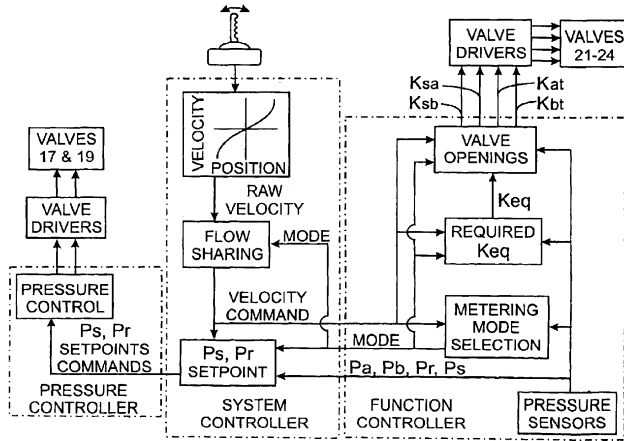 VALVE
DRIVERS
VALVES
21-24
Ksa
Kat
Ksb
Kbt
VELOCITY
POSITION
VALVES
17 & 19
VALVE
OPENINGS
RAW
VELOCITY
Keq
VALVE
DRIVERS
FLOW
SHARING
MODE
REQUIRED
Keq
PRESSURE
CONTROL
VELOCITY
COMMAND
METERING
MODE
SELECTION
Ps, Pr
SETPOINTS
COMMANDS
Ps, Pr
SETPOINT
MODE
Pa, Pb, Pr, Ps
PRESSURE
CONTROLLER
SYSTEM
CONTROLLER
FUNCTION
CONTROLLER
PRESSURE
SENSORS